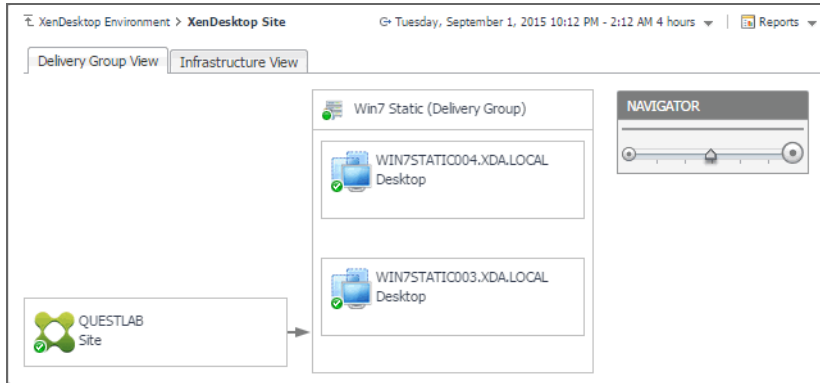 XenDesktop Environment > XenDesktop Site
Tuesday, September 1, 2015 10:12 PM - 2:12 AM 4 hours
Reports
Delivery Group View
Infrastructure View
Win7 Static (Delivery Group)
NAVIGATOR
WIN7STATIC004.XDA.LOCAL
Desktop
WIN7STATIC003.XDA.LOCAL
Desktop
QUESTLAB
Site